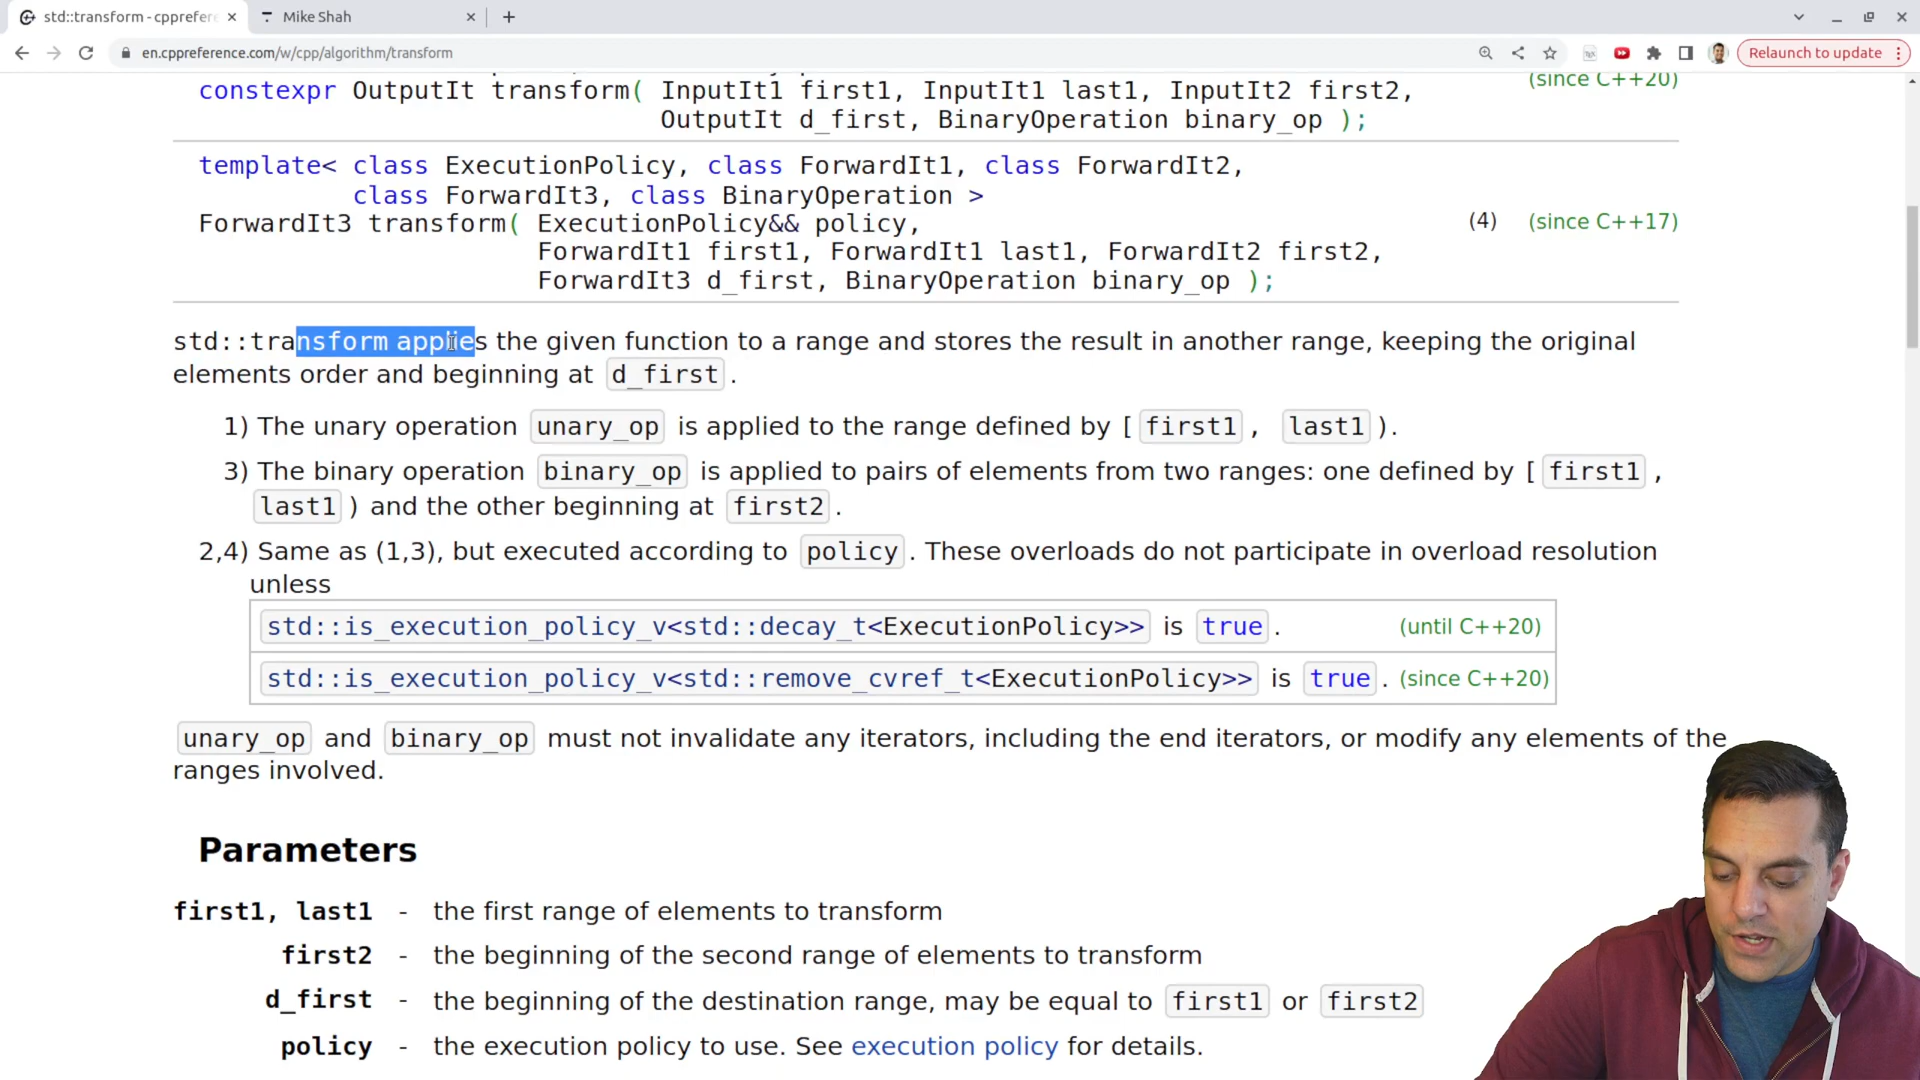 std::transform - cpprefere
Mike Shah
en.cppreference.com/w/cpp/algorithm/transform
Relaunch to update
(since C++20)
constexpr OutputIt transform( InputIt1 first1, InputIt1 last1, InputIt2 first2,
OutputIt d_first, BinaryOperation binary_op );
template< class ExecutionPolicy, class ForwardIt1, class ForwardIt2,
class ForwardIt3, class BinaryOperation >
ForwardIt3 transform( ExecutionPolicy&& policy, (4) (since C++17)
ForwardIt1 first1, ForwardIt1 last1, ForwardIt2 first2,
ForwardIt3 d_first, BinaryOperation binary_op );
std::transform applies the given function to a range and stores the result in another range, keeping the original
elements order and beginning at d_first .
1) The unary operation unary_op is applied to the range defined by [ first1 , last1 ).
3) The binary operation binary_op is applied to pairs of elements from two ranges: one defined by [ first1 ,
last1 ) and the other beginning at first2 .
2,4) Same as (1,3), but executed according to policy . These overloads do not participate in overload resolution
unless
std::is_execution_policy_v<std::decay_t<ExecutionPolicy>> is true . (until C++20)
std::is_execution_policy_v<std::remove_cvref_t<ExecutionPolicy>> is true . (since C++20)
unary_op and binary_op must not invalidate any iterators, including the end iterators, or modify any elements of the
ranges involved.
Parameters
first1, last1 - the first range of elements to transform
first2 - the beginning of the second range of elements to transform
d_first - the beginning of the destination range, may be equal to first1 or first2
policy - the execution policy to use. See execution policy for details.